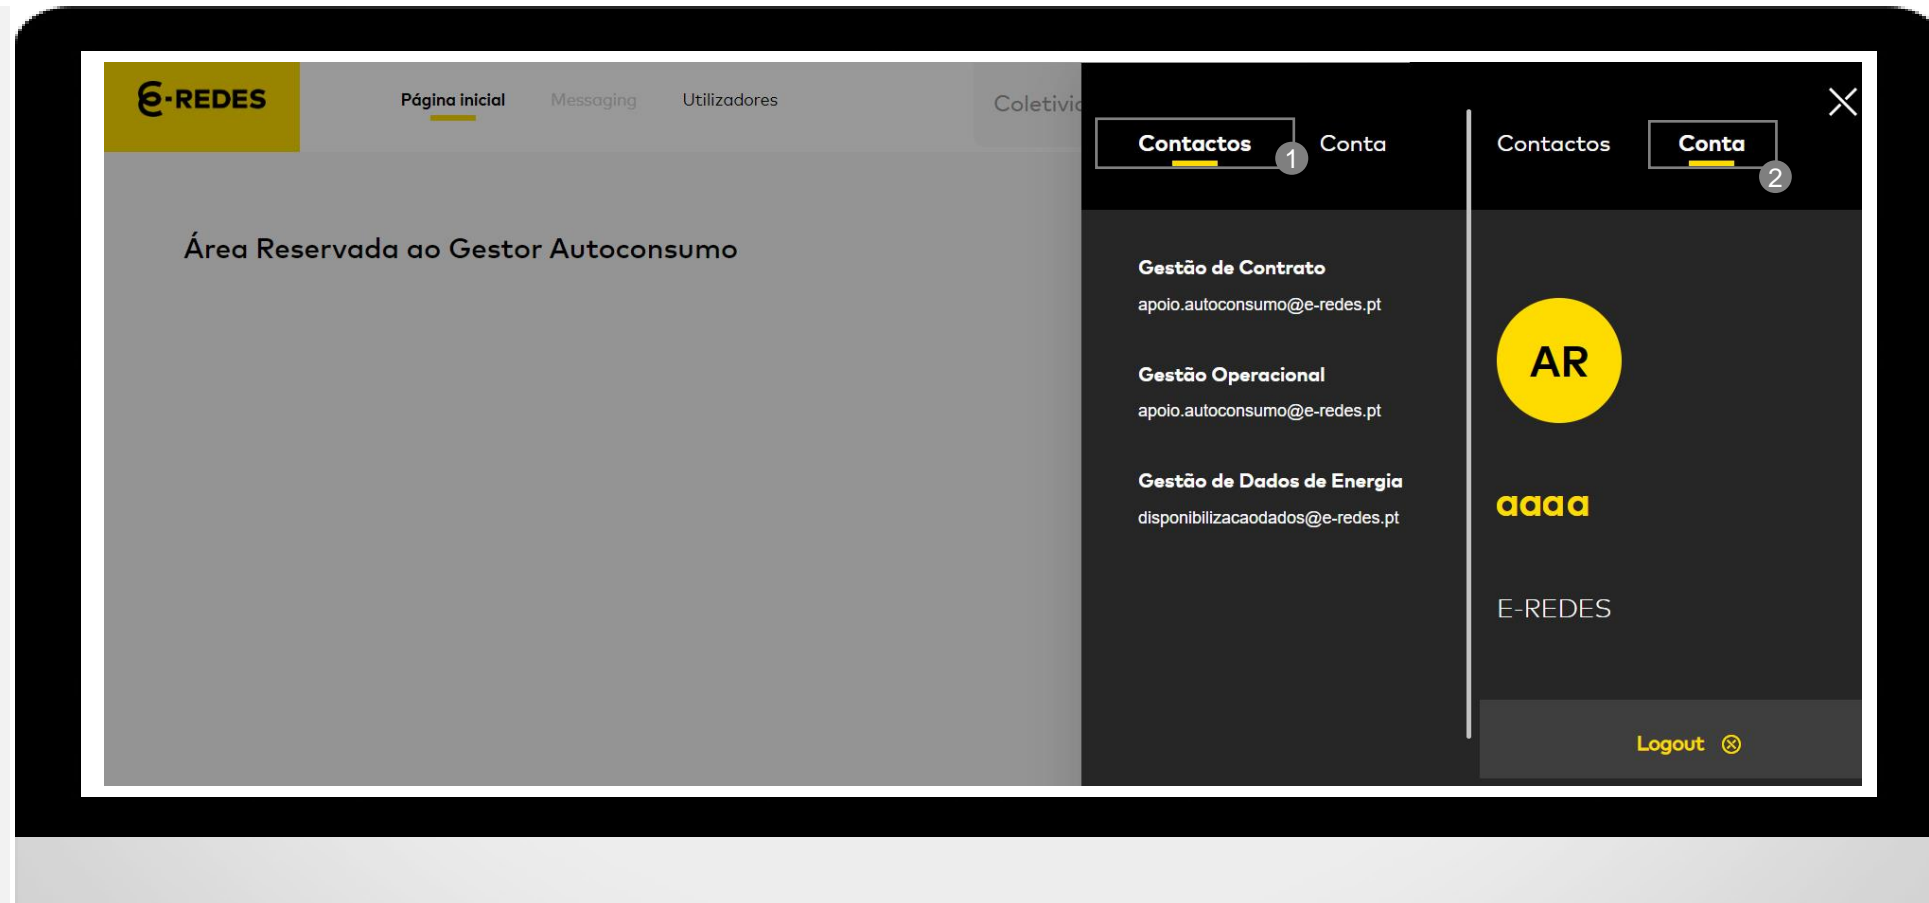 E-REDES
Página inicial Messaging Utilizadores
Área Reservada ao Gestor Autoconsumo
Contactos 1 Conta
Gestão de Contrato
apoio.autoconsumo@e-redes.pt
Gestão Operacional
apoio.autoconsumo@e-redes.pt
Gestão de Dados de Energia
disponibilizacaodados@e-redes.pt
Contactos Conta 2
AR
aaaa
E-REDES
Logout